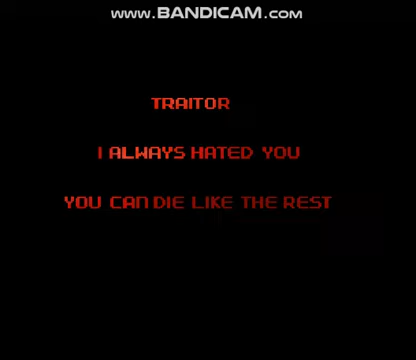 www.BANDICAM.com
TRAITOR
I ALWAYS HATED YOU
YOU CAN DIE LIKE THE REST